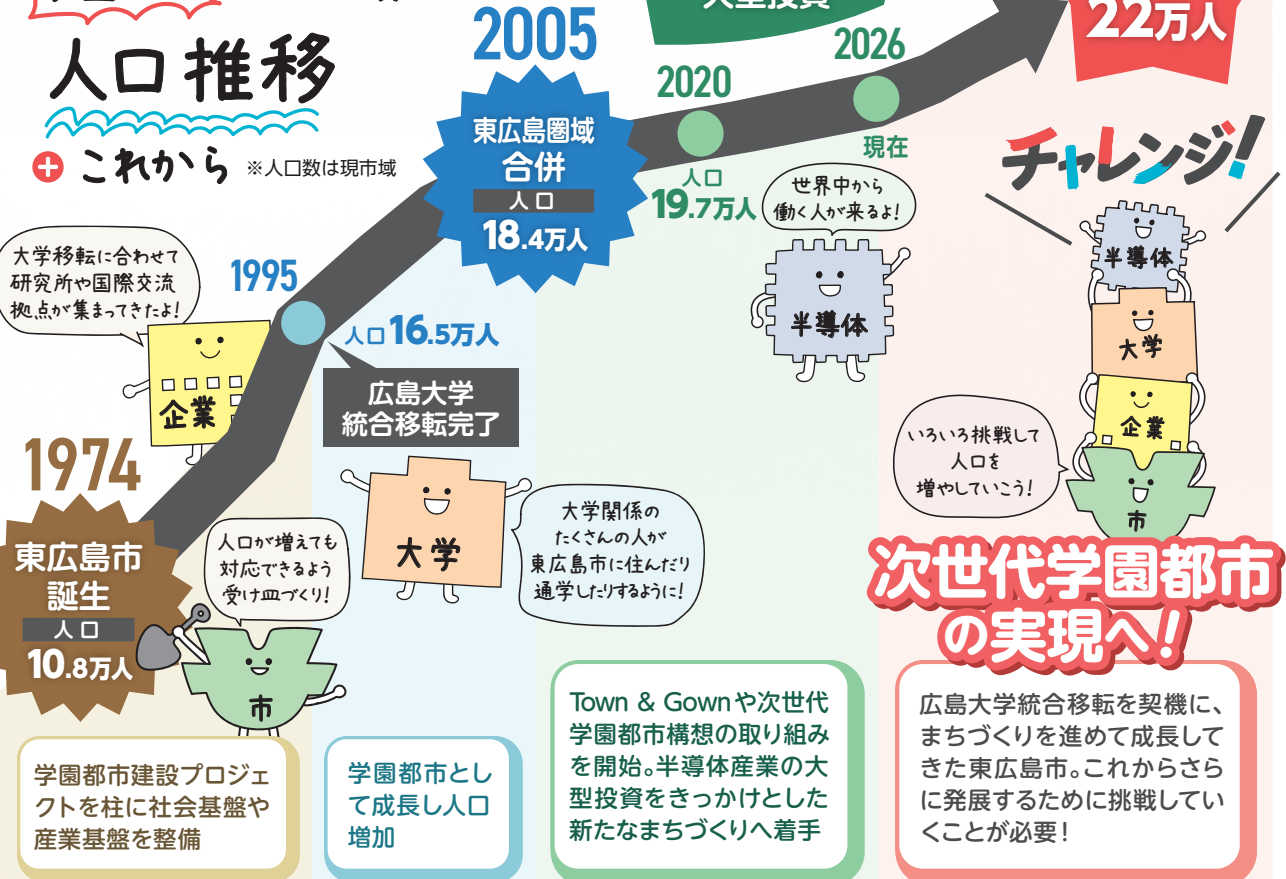 人口推移
+ これから ※人口数は現市域
大学移転に合わせて
研究所や国際交流
拠点が集まってきたよ!
企業
1974
東広島市
誕生
人口
10.8万人
人口が増えても
対応できるよう
受け皿づくり!
市
学園都市建設プロジェ
クトを柱に社会基盤や
産業基盤を整備
1995
人口16.5万人
広島大学
統合移転完了
大学
大学関係の
たくさんの人が
東広島市に住んだり
通学したりするように!
学園都市とし
て成長し人口
増加
2005
東広島圏域
合併
人口
18.4万人
大型投資
2020
人口
19.7万人
2026
現在
世界中から
働く人が来るよ!
半導体
Town & Gownや次世代
学園都市構想の取り組み
を開始。半導体産業の大
型投資をきっかけとした
新たなまちづくりへ着手
22万人
チャレンジ!
半導体
大学
企業
市
いろいろ挑戦して
人口を
増やしていこう!
次世代学園都市
の実現へ!
広島大学統合移転を契機に、
まちづくりを進めて成長して
きた東広島市。これからさら
に発展するために挑戦してい
くことが必要!